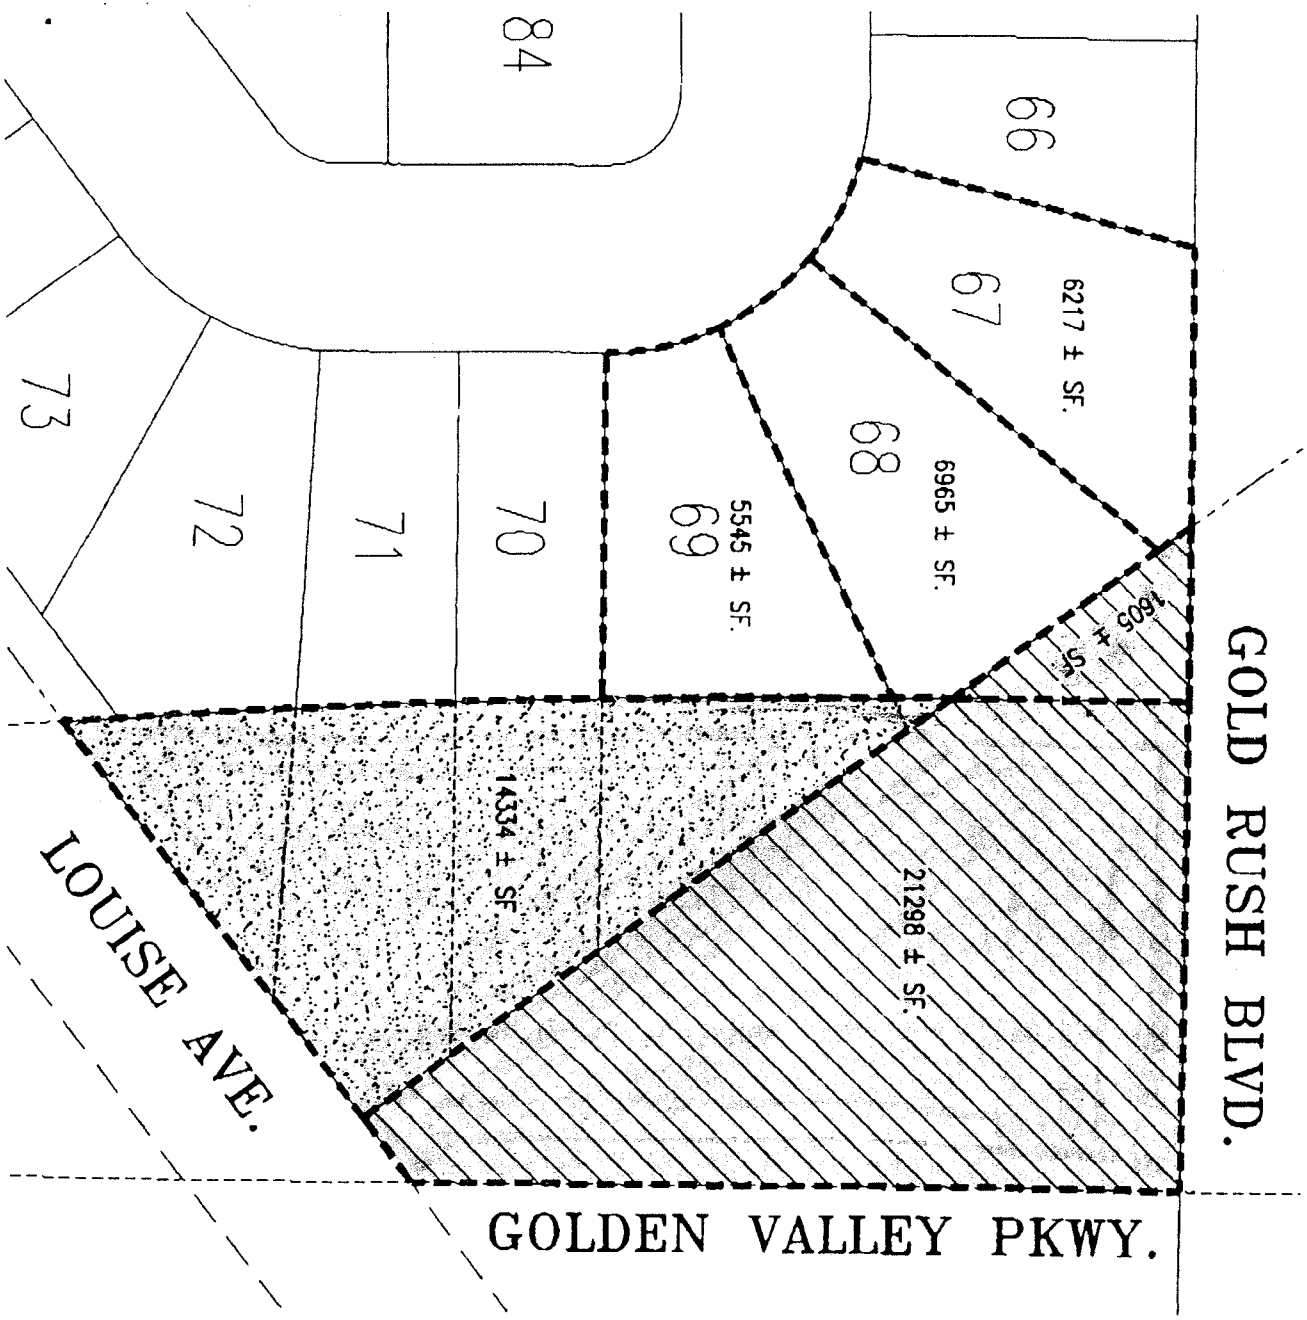 84
66
67
6217 ± SF.
68
6965 ± SF.
69
5545 ± SF.
70
71
72
73
1605 ± SF.
14334 ± SF
21298 ± SF.
GOLD RUSH BLVD.
LOUISE AVE.
GOLDEN VALLEY PKWY.